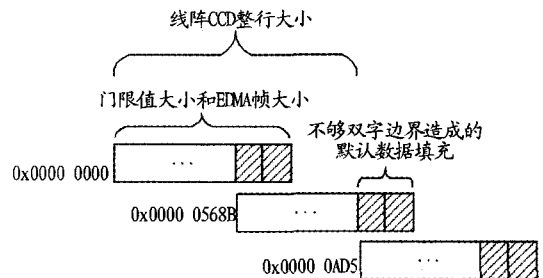 线阵CCD整行大小
门限值大小和EDMA帧大小
不够双字边界造成的
默认数据填充
...
0x0000 0000
...
0x0000 0568B
...
0x0000 0AD5